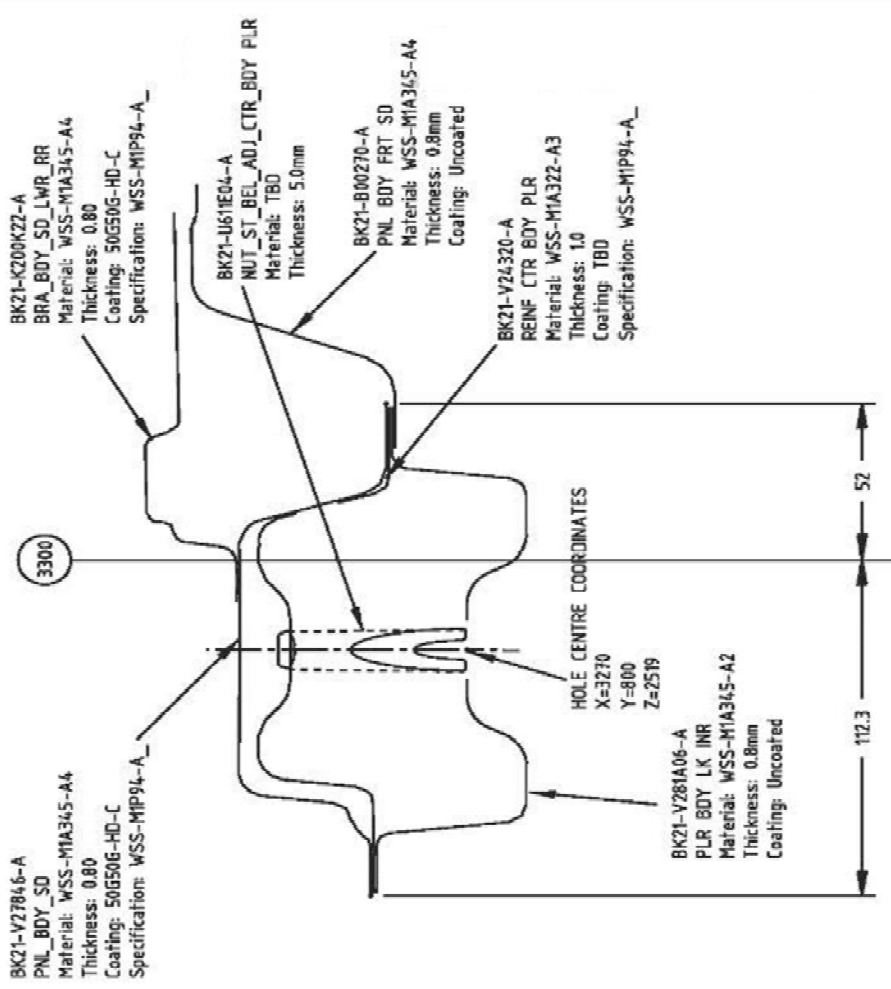 BK21-K200K22-A
BRA_BDY_SD_LWR_RR
Material: WSS-M1A345-A4
Thickness: 0.80
Coating: 50G50G-HD-C
Specification: WSS-M1P94-A_
3300
BK21-V27846-A
PNL_BDY_SD
Material: WSS-M1A345-A4
Thickness: 0.80
Coating: 50G50G-HD-C
Specification: WSS-M1P94-A_
BK21-U611E04-A
NUT_ST_BEL_ADJ_CTR_BDY PLR
Material: TBD
Thickness: 5.0mm
BK21-B00270-A
PNL BDY FRT SD
Material: WSS-M1A345-A4
Thickness: 0.8mm
Coating: Uncoated
BK21-V24320-A
REINF CTR BDY PLR
Material: WSS-M1A322-A3
Thickness: 1.0
Coating: TBD
Specification: WSS-M1P94-A_
HOLE CENTRE COORDINATES
X=3270
Y=800
Z=2519
BK21-V281A06-A
PLR BDY LK INR
Material: WSS-M1A345-A2
Thickness: 0.8mm
Coating: Uncoated
112.3
52